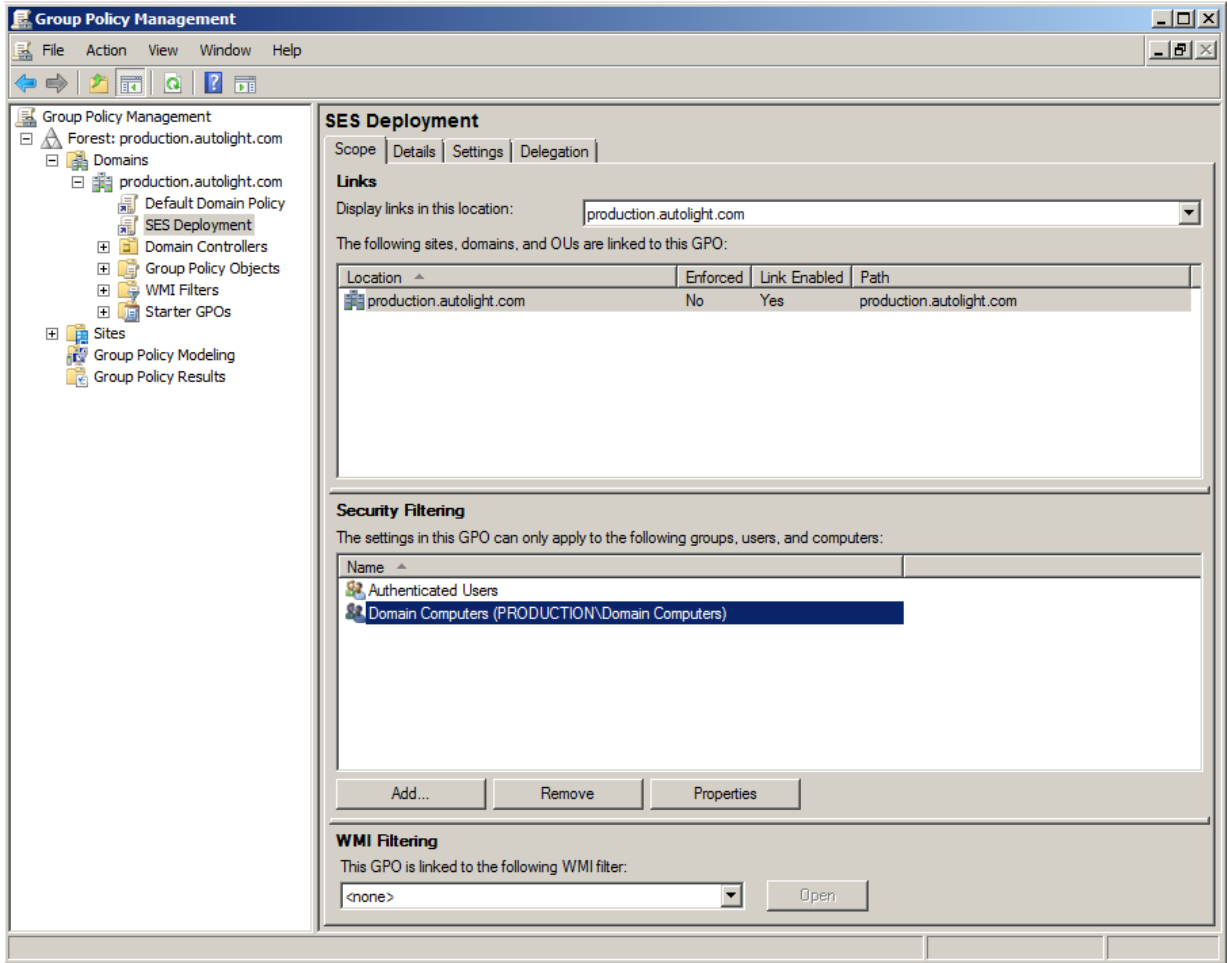 Group Policy Management
File Action View Window Help
Group Policy Management
Forest: production.autolight.com
Domains
production.autolight.com
Default Domain Policy
SES Deployment
Domain Controllers
Group Policy Objects
WMI Filters
Starter GPOs
Sites
Group Policy Modeling
Group Policy Results
SES Deployment
Scope Details Settings Delegation
Links
Display links in this location: production.autolight.com
The following sites, domains, and OUs are linked to this GPO:
Location Enforced Link Enabled Path
production.autolight.com No Yes production.autolight.com
Security Filtering
The settings in this GPO can only apply to the following groups, users, and computers:
Name
Authenticated Users
Domain Computers (PRODUCTION\Domain Computers)
Add... Remove Properties
WMI Filtering
This GPO is linked to the following WMI filter:
<none> Open